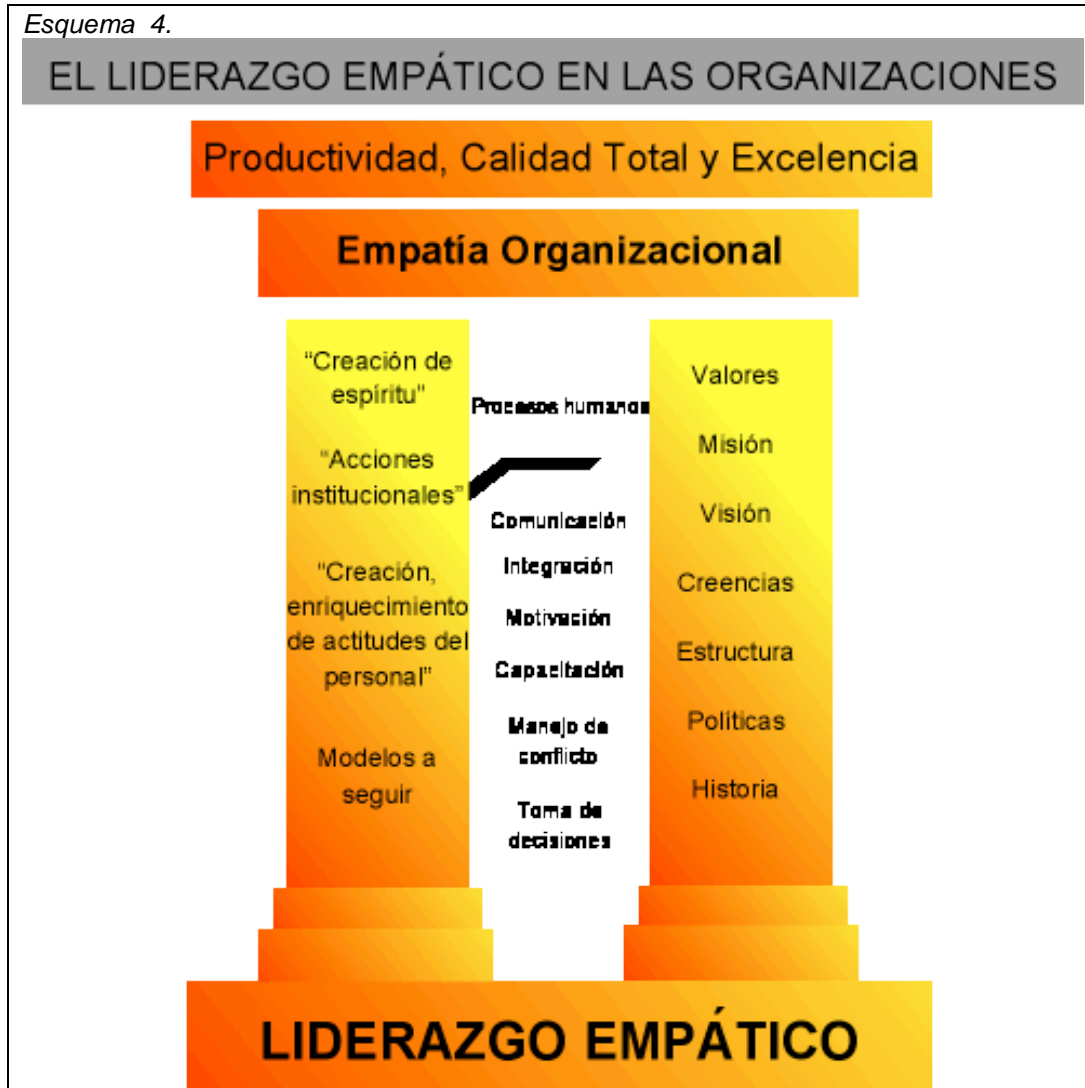 Esquema 4.
EL LIDERAZGO EMPÁTICO EN LAS ORGANIZACIONES
Productividad, Calidad Total y Excelencia
Empatía Organizacional
“Creación de
espíritu”
“Acciones
institucionales”
“Creación,
enriquecimiento
de actitudes del
personal”
Modelos a
seguir
Procesos humanos
Comunicación
Integración
Motivación
Capacitación
Manejo de
conflicto
Toma de
decisiones
Valores
Misión
Visión
Creencias
Estructura
Políticas
Historia
LIDERAZGO EMPÁTICO